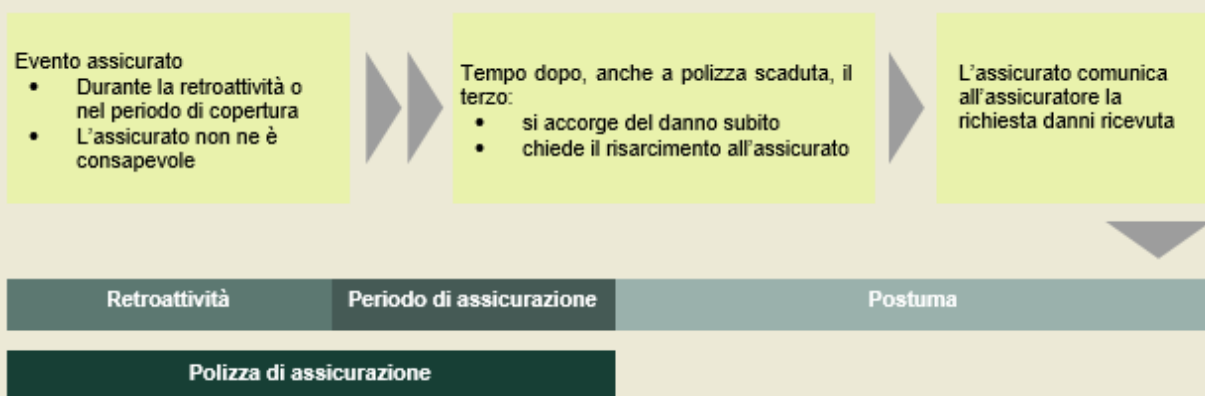 Evento assicurato
• Durante la retroattività o
nel periodo di copertura
• L'assicurato non ne è
consapevole
Tempo dopo, anche a polizza scaduta, il
terzo:
• si accorge del danno subito
• chiede il risarcimento all'assicurato
L'assicurato comunica
all'assicuratore la
richiesta danni ricevuta
Retroattività
Periodo di assicurazione
Postuma
Polizza di assicurazione